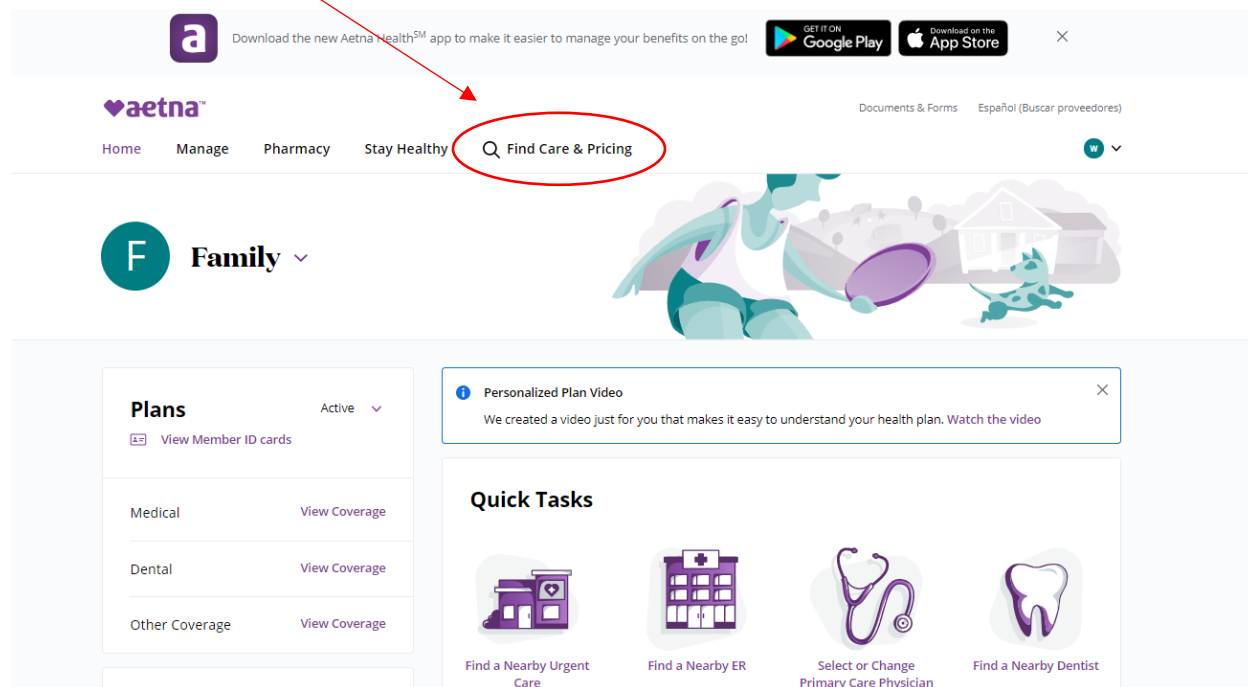 a
Download the new Aetna Health℠ app to make it easier to manage your benefits on the go!
GET IT ON
Google Play
Download on the
App Store
aetna™
Documents & Forms Español (Buscar proveedores)
Home Manage Pharmacy Stay Healthy Find Care & Pricing
W
F Family
Plans Active
View Member ID cards
Medical View Coverage
Dental View Coverage
Other Coverage View Coverage
Personalized Plan Video
We created a video just for you that makes it easy to understand your health plan. Watch the video
Quick Tasks
Find a Nearby Urgent
Care
Find a Nearby ER
Select or Change
Primary Care Physician
Find a Nearby Dentist